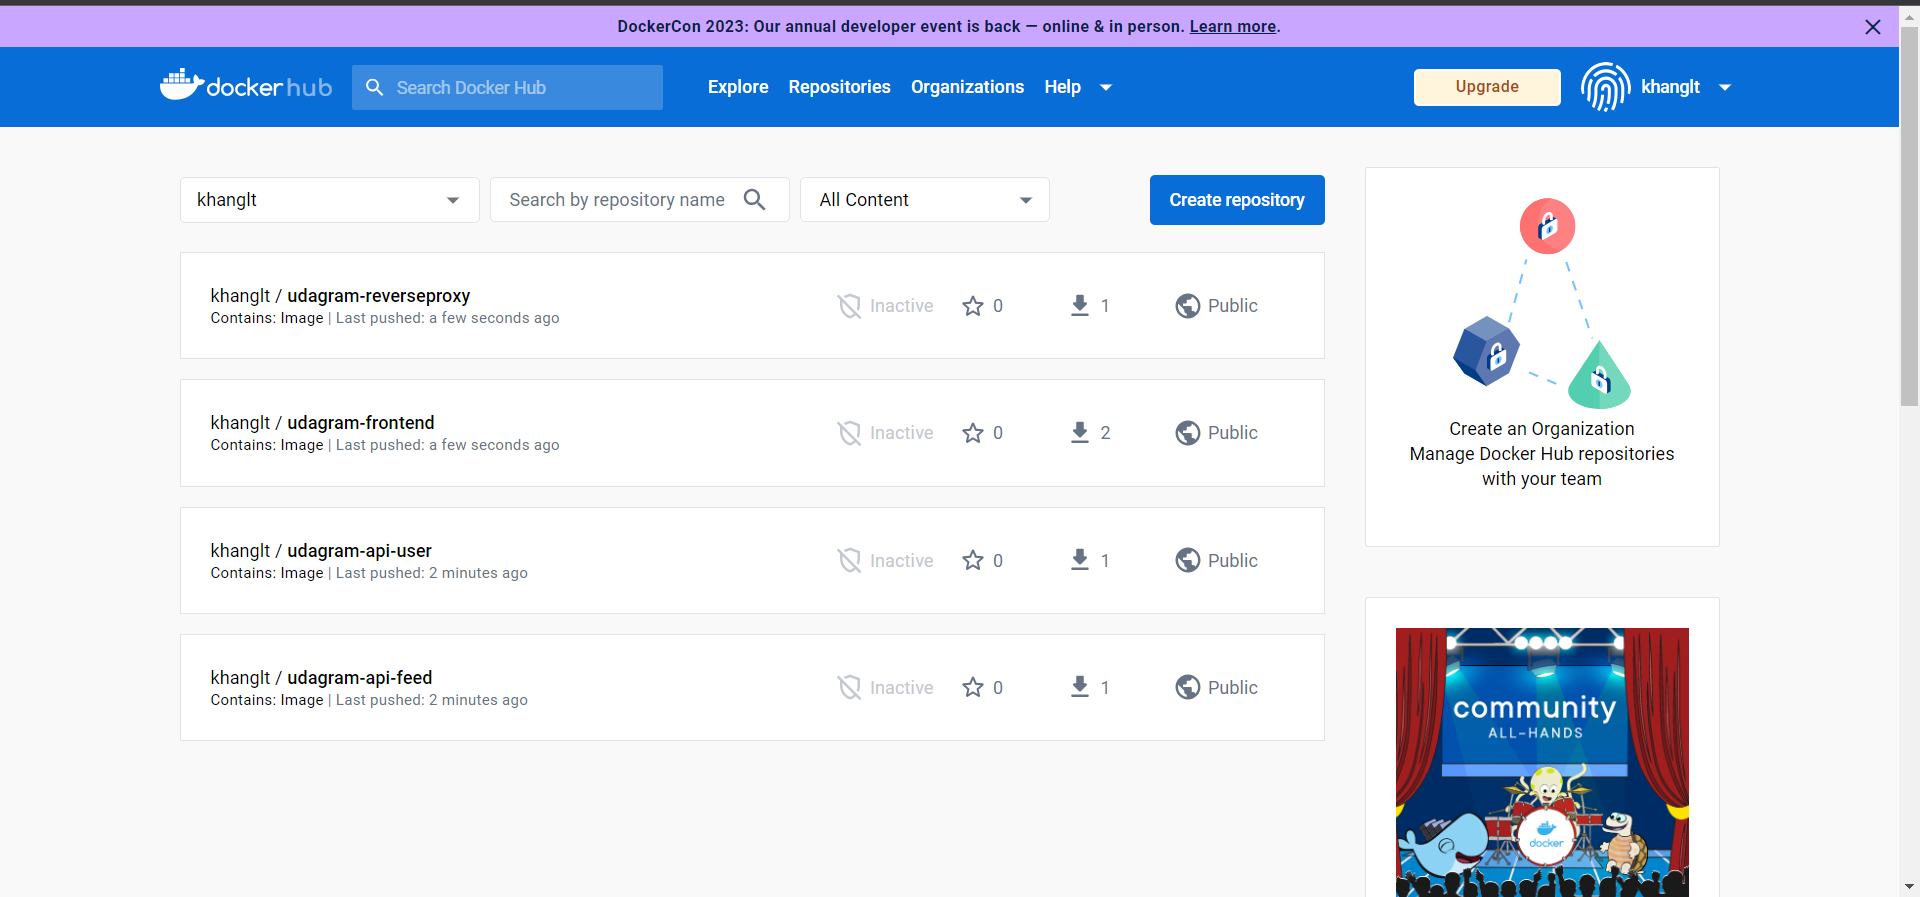 DockerCon 2023: Our annual developer event is back — online & in person. Learn more.
docker hub
Search Docker Hub
Explore
Repositories
Organizations
Help
Upgrade
khanglt
khanglt
Search by repository name
All Content
Create repository
khanglt / udagram-reverseproxy
Contains: Image | Last pushed: a few seconds ago
Inactive
0
1
Public
khanglt / udagram-frontend
Contains: Image | Last pushed: a few seconds ago
Inactive
0
2
Public
khanglt / udagram-api-user
Contains: Image | Last pushed: 2 minutes ago
Inactive
0
1
Public
khanglt / udagram-api-feed
Contains: Image | Last pushed: 2 minutes ago
Inactive
0
1
Public
Create an Organization
Manage Docker Hub repositories
with your team
community
ALL-HANDS
docker